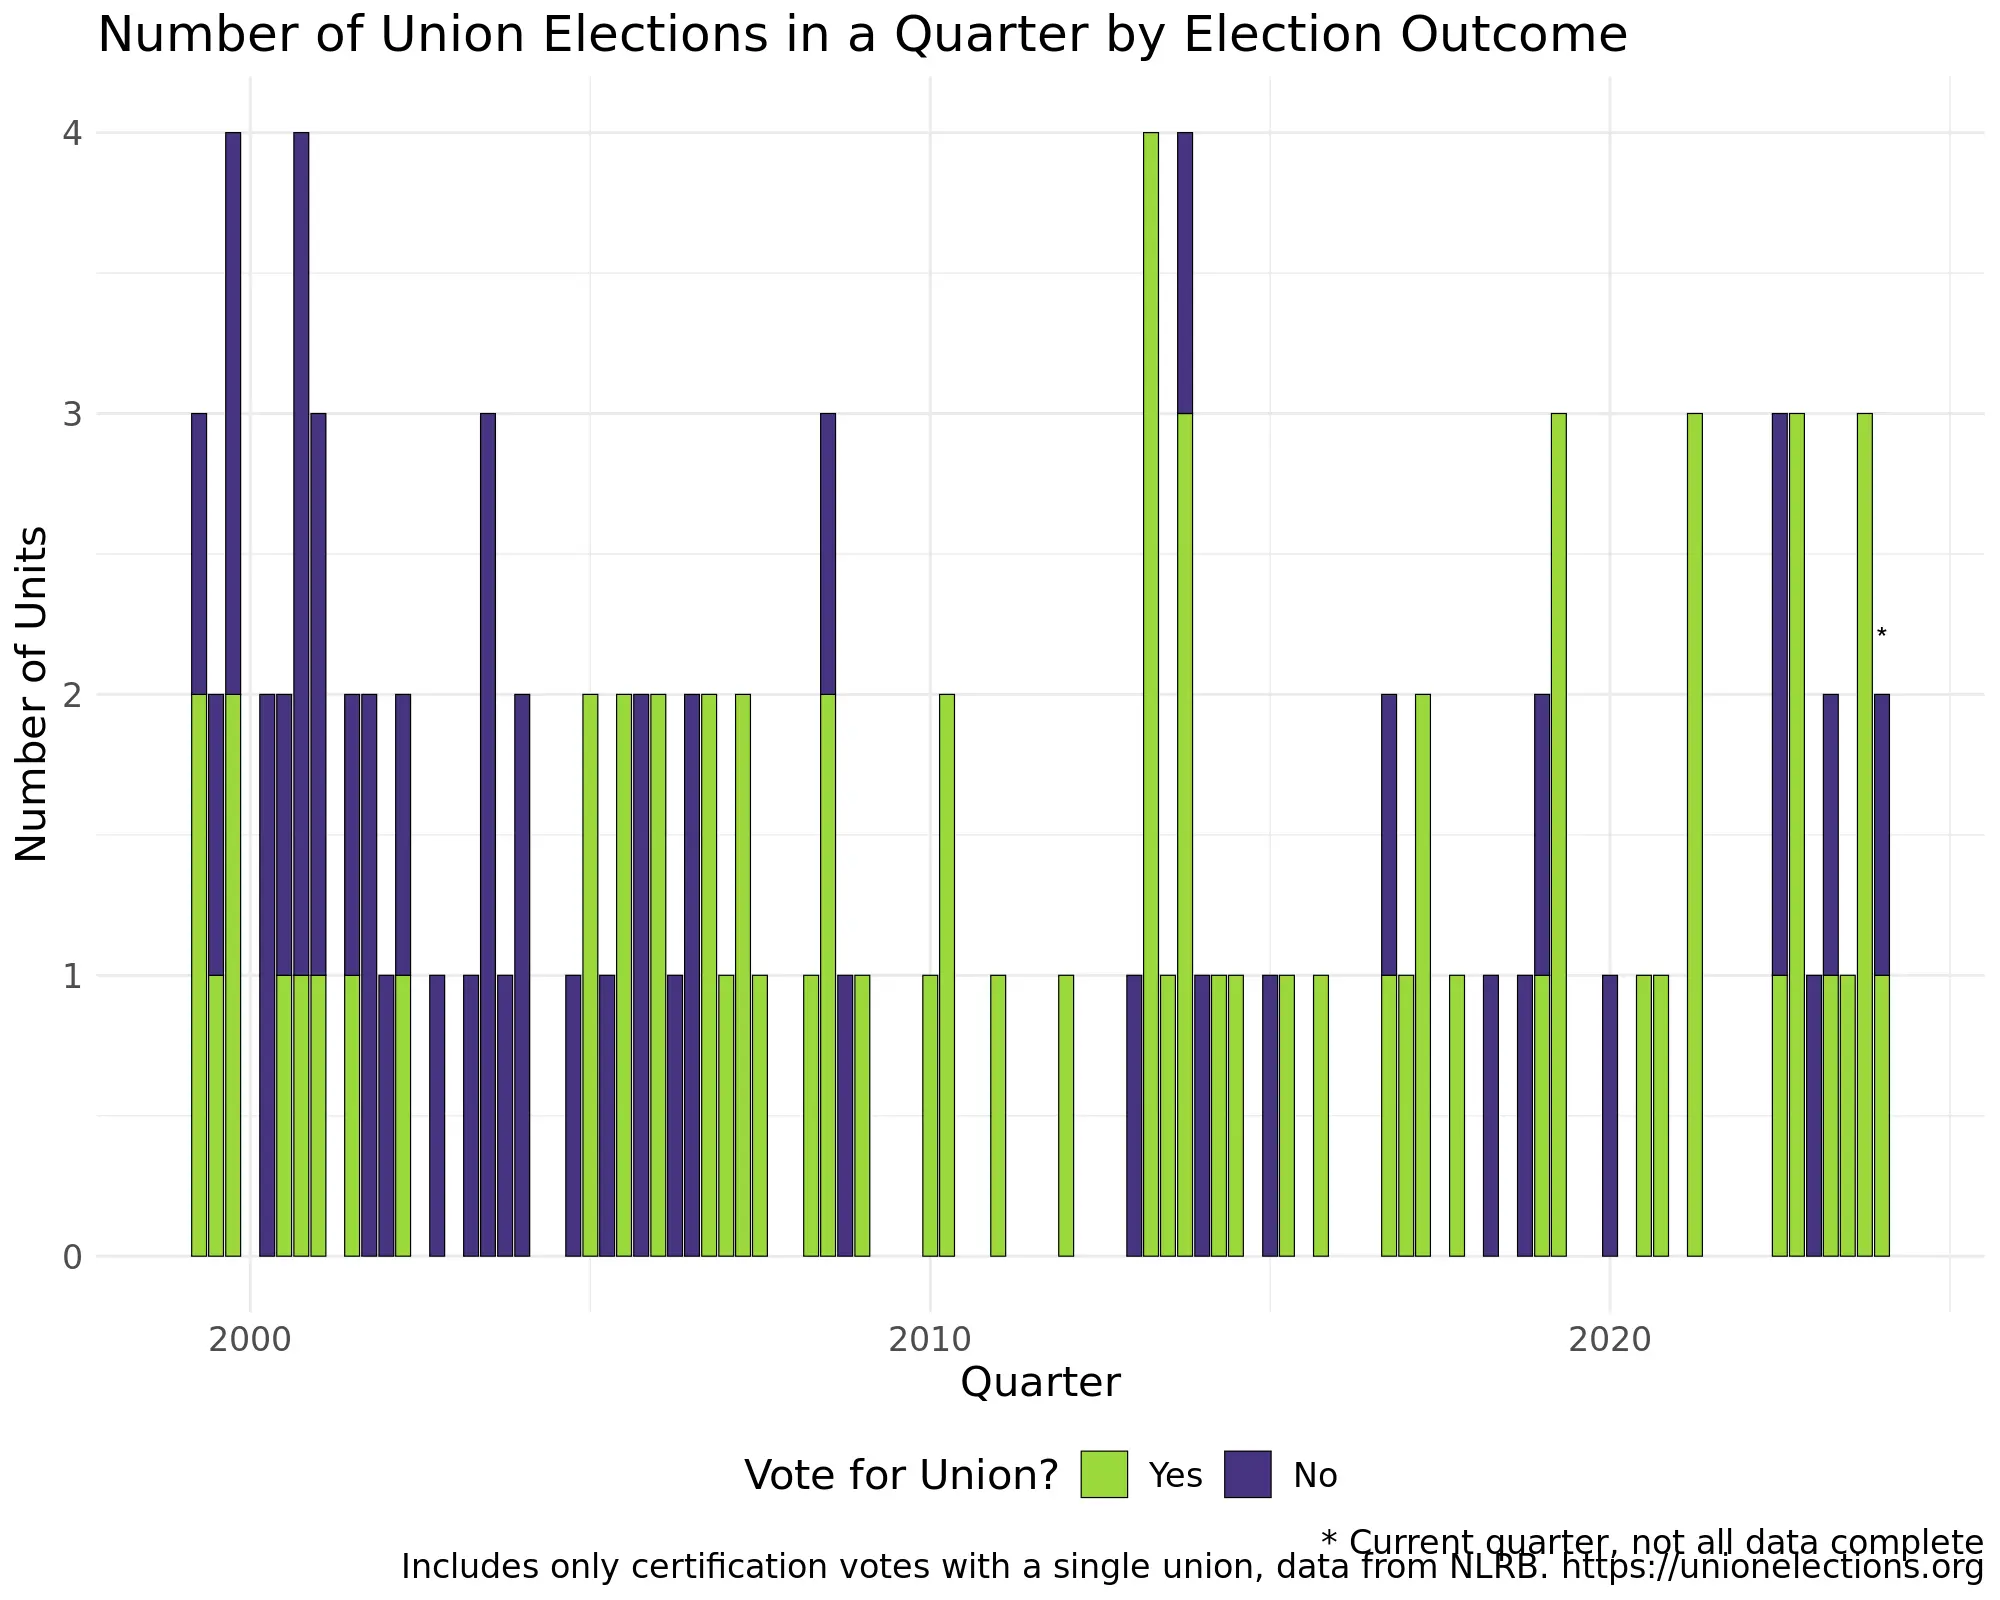 Number of Union Elections in a Quarter by Election Outcome
4
3
2
1
0
Number of Units
*
2000
2010
2020
Quarter
Vote for Union?
Yes
No
* Current quarter, not all data complete
Includes only certification votes with a single union, data from NLRB. https://unionelections.org